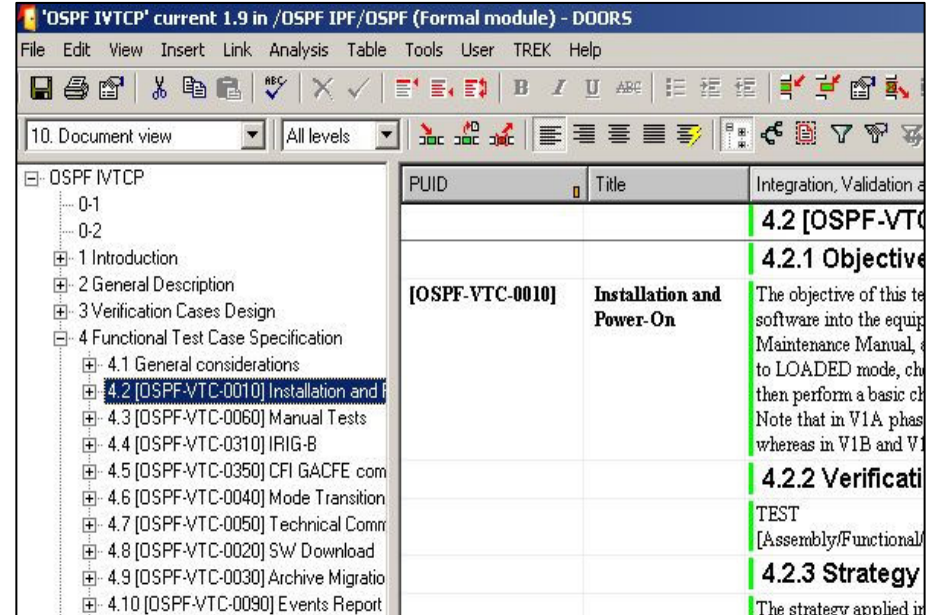 'OSPF IVTCP' current 1.9 in /OSPF IPF/OSPF (Formal module) - DOORS
File Edit View Insert Link Analysis Table Tools User TREK Help
ABC B I U ABC
10. Document view All levels
OSPF IVTCP
0-1
0-2
1 Introduction
2 General Description
3 Verification Cases Design
4 Functional Test Case Specification
4.1 General considerations
4.2 [OSPF-VTC-0010] Installation and
4.3 [OSPF-VTC-0060] Manual Tests
4.4 [OSPF-VTC-0310] IRIG-B
4.5 [OSPF-VTC-0350] CFI GACFE com
4.6 [OSPF-VTC-0040] Mode Transition
4.7 [OSPF-VTC-0050] Technical Comm
4.8 [OSPF-VTC-0020] SW Download
4.9 [OSPF-VTC-0030] Archive Migratio
4.10 [OSPF-VTC-0090] Events Report
PUID Title Integration, Validation a
4.2 [OSPF-VTC
4.2.1 Objective
[OSPF-VTC-0010] Installation and Power-On
The objective of this te
software into the equip
Maintenance Manual, a
to LOADED mode, che
then perform a basic ch
Note that in V1A phas
whereas in V1B and V1
4.2.2 Verificati
TEST
[Assembly/Functional/
4.2.3 Strategy
The strategy applied in